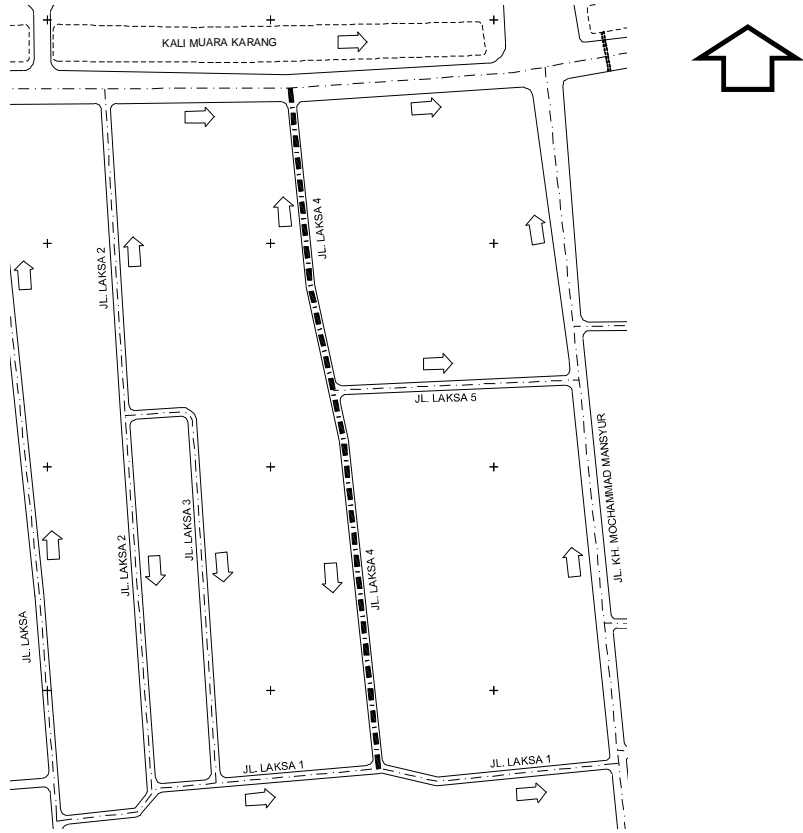 KALI MUARA KARANG
JL. LAKSA 4
JL. LAKSA 2
JL. LAKSA 5
JL. KH. MOCHAMMAD MANSYUR
JL. LAKSA 3
JL. LAKSA 2
JL. LAKSA 4
JL. LAKSA
JL. LAKSA 1
JL. LAKSA 1